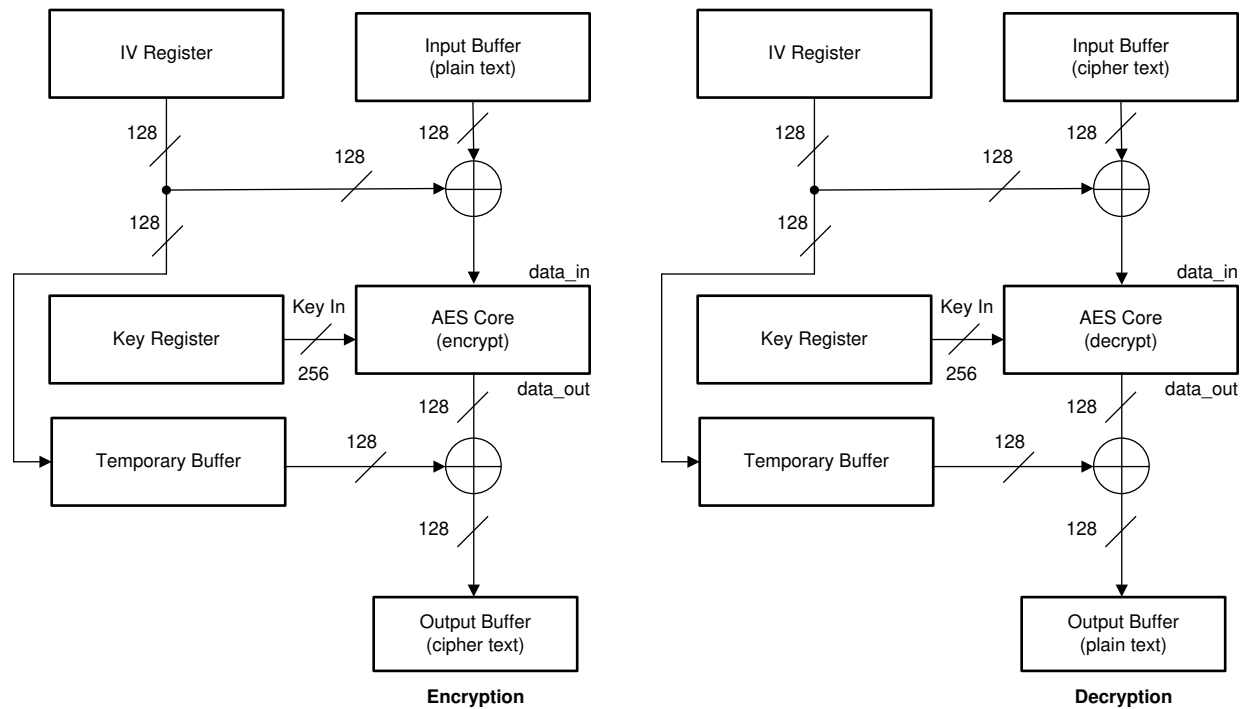 IV Register
Input Buffer
(plain text)
128
128
128
128
data_in
Key In
Key Register
AES Core
(encrypt)
256
data_out
128
128
Temporary Buffer
128
Output Buffer
(cipher text)
Encryption
IV Register
Input Buffer
(cipher text)
128
128
128
128
data_in
Key In
Key Register
AES Core
(decrypt)
256
data_out
128
128
Temporary Buffer
128
Output Buffer
(plain text)
Decryption